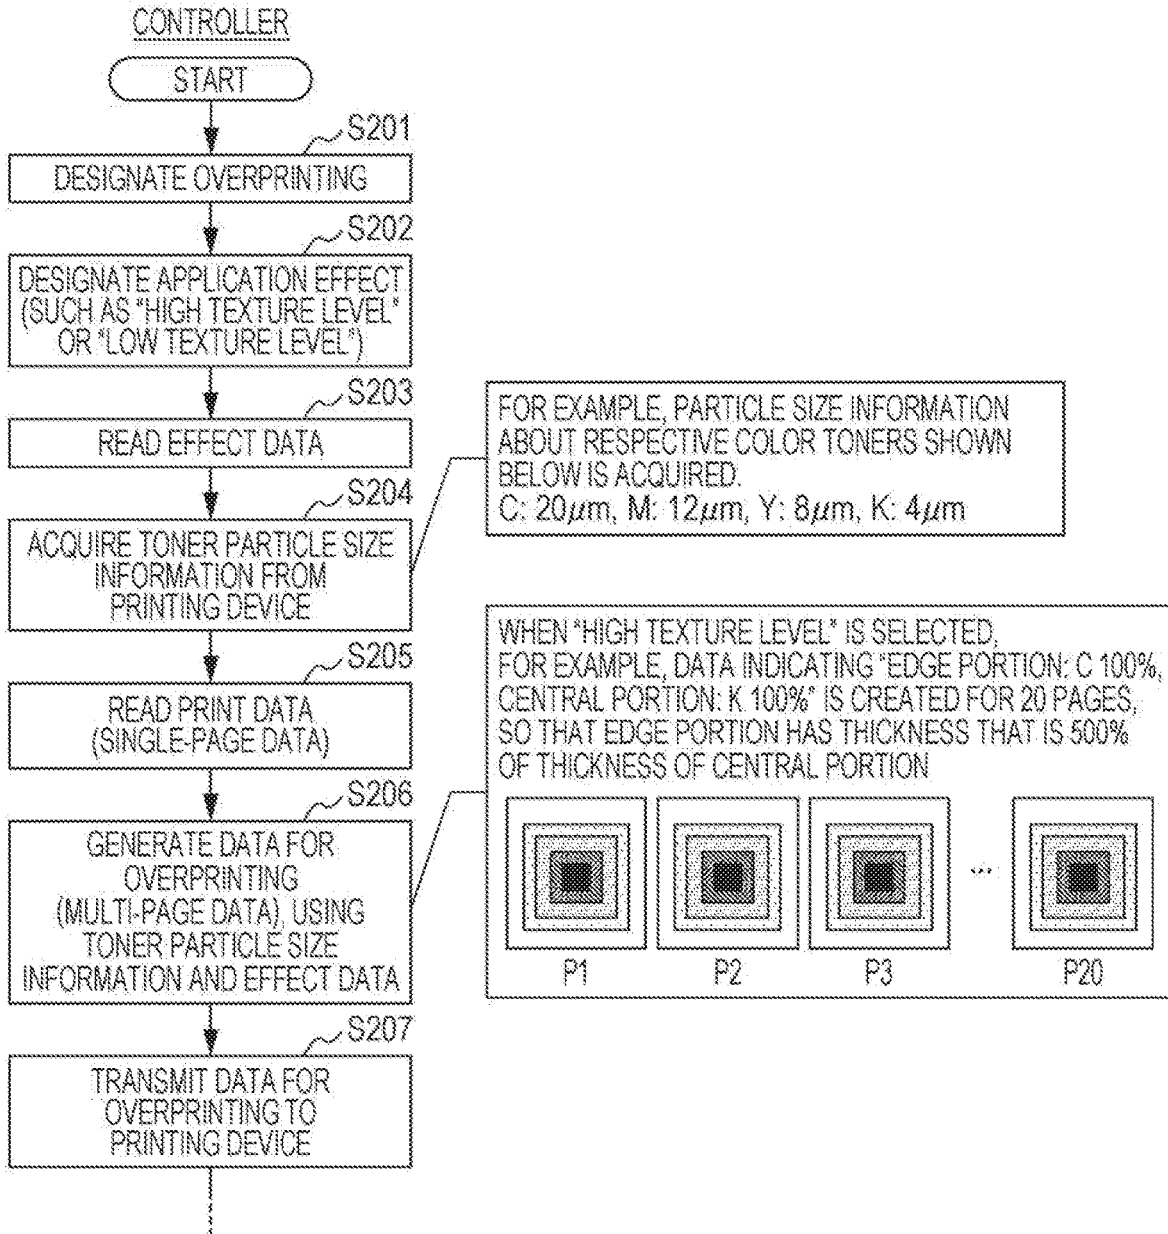 CONTROLLER
START
S201
DESIGNATE OVERPRINTING
S202
DESIGNATE APPLICATION EFFECT
(SUCH AS "HIGH TEXTURE LEVEL"
OR "LOW TEXTURE LEVEL")
S203
READ EFFECT DATA
S204
ACQUIRE TONER PARTICLE SIZE
INFORMATION FROM
PRINTING DEVICE
FOR EXAMPLE, PARTICLE SIZE INFORMATION
ABOUT RESPECTIVE COLOR TONERS SHOWN
BELOW IS ACQUIRED.
C: 20μm, M: 12μm, Y: 8μm, K: 4μm
S205
READ PRINT DATA
(SINGLE-PAGE DATA)
S206
GENERATE DATA FOR
OVERPRINTING
(MULTI-PAGE DATA), USING
TONER PARTICLE SIZE
INFORMATION AND EFFECT DATA
WHEN "HIGH TEXTURE LEVEL" IS SELECTED,
FOR EXAMPLE, DATA INDICATING "EDGE PORTION: C 100%,
CENTRAL PORTION: K 100%" IS CREATED FOR 20 PAGES,
SO THAT EDGE PORTION HAS THICKNESS THAT IS 500%
OF THICKNESS OF CENTRAL PORTION
...
P1 P2 P3 P20
S207
TRANSMIT DATA FOR
OVERPRINTING TO
PRINTING DEVICE